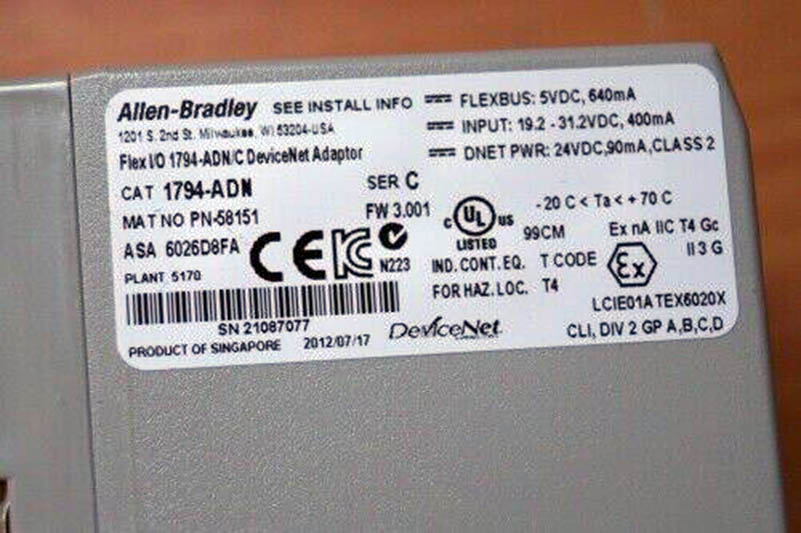 Allen-Bradley SEE INSTALL INFO
1201 S. 2nd St. Milwaukee, WI 53204-USA
Flex I/O 1794-ADN/C DeviceNet Adaptor
CAT 1794-ADN SER C
MAT NO PN-58151 FW 3.001
ASA 6026D8FA
PLANT 5170
CE
N223
SN 21087077
PRODUCT OF SINGAPORE 2012/07/17
FLEXBUS: 5VDC, 640mA
INPUT: 19.2 - 31.2VDC, 400mA
DNET PWR: 24VDC,90mA,CLASS 2
-20 C < Ta < + 70 C
c UL us
LISTED 99CM
IND. CONT. EQ. T CODE
FOR HAZ. LOC. T4
Ex nA IIC T4 Gc
Ex II 3 G
LCIE01ATEX6020X
DeviceNet
CLI, DIV 2 GP A,B,C,D